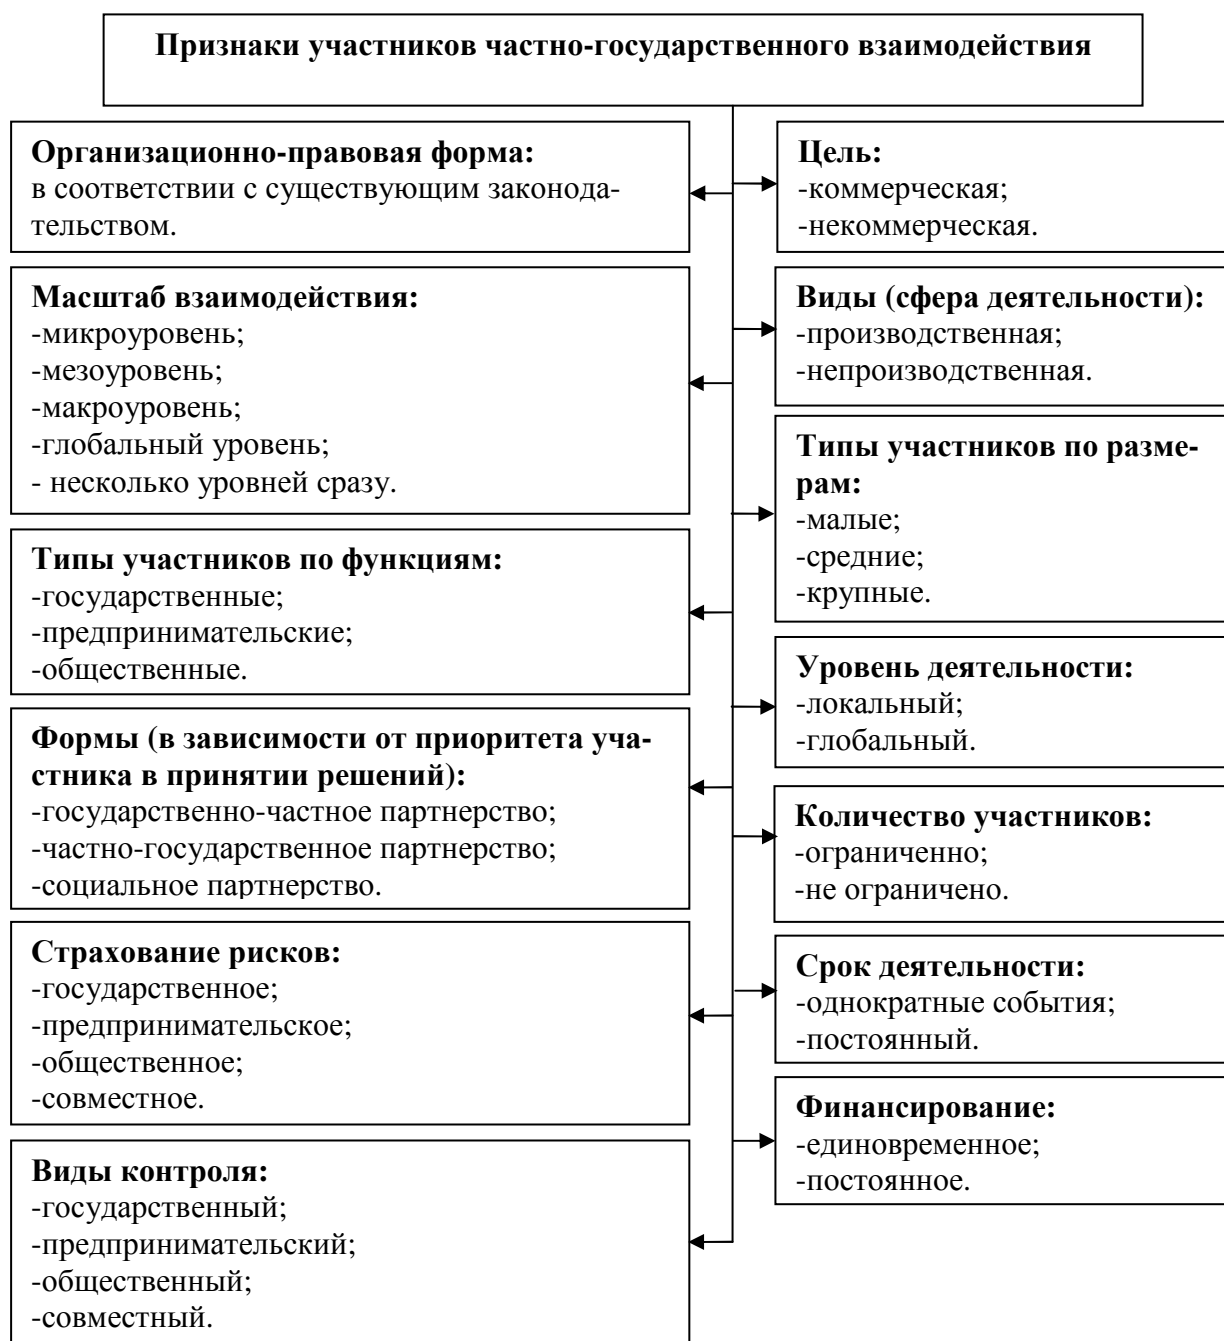 Признаки участников частно-государственного взаимодействия
Организационно-правовая форма:
в соответствии с существующим законода-
тельством.
Масштаб взаимодействия:
-микроуровень;
-мезоуровень;
-макроуровень;
-глобальный уровень;
- несколько уровней сразу.
Типы участников по функциям:
-государственные;
-предпринимательские;
-общественные.
Формы (в зависимости от приоритета уча-
стника в принятии решений):
-государственно-частное партнерство;
-частно-государственное партнерство;
-социальное партнерство.
Страхование рисков:
-государственное;
-предпринимательское;
-общественное;
-совместное.
Виды контроля:
-государственный;
-предпринимательский;
-общественный;
-совместный.
Цель:
-коммерческая;
-некоммерческая.
Виды (сфера деятельности):
-производственная;
-непроизводственная.
Типы участников по разме-
рам:
-малые;
-средние;
-крупные.
Уровень деятельности:
-локальный;
-глобальный.
Количество участников:
-ограниченно;
-не ограничено.
Срок деятельности:
-однократные события;
-постоянный.
Финансирование:
-единовременное;
-постоянное.